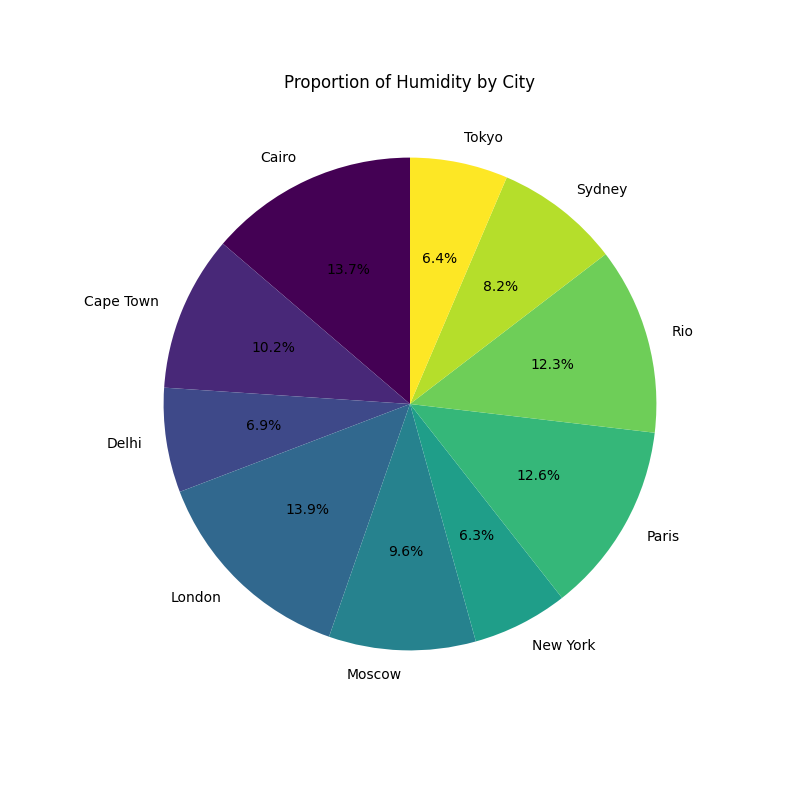 Proportion of Humidity by City
Tokyo
Cairo
Sydney
6.4%
13.7%
8.2%
Cape Town
Rio
10.2%
12.3%
6.9%
Delhi
12.6%
13.9%
6.3%
Paris
9.6%
London
New York
Moscow